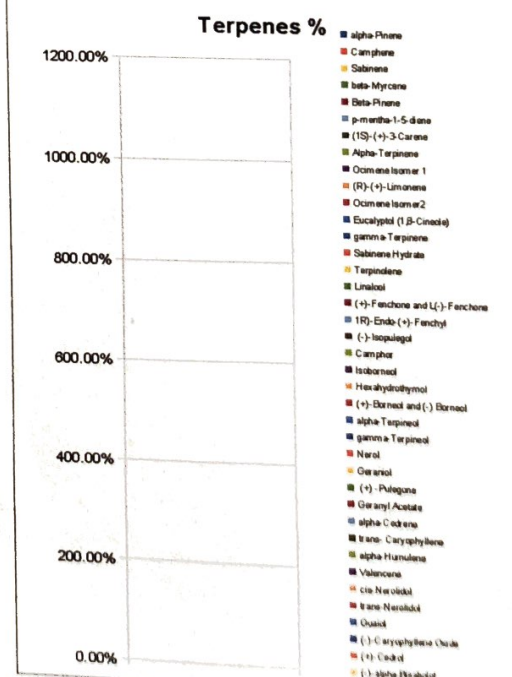 Terpenes %
1200.00%
1000.00%
800.00%
600.00%
400.00%
200.00%
0.00%
alpha-Pinene
Camphene
Sabinene
beta-Myrcene
Beta-Pinene
p-mentha-1-5-diene
(1S)-(+)-3-Carene
Alpha-Terpinene
Ocimene Isomer 1
(R)-(+)-Limonene
Ocimene Isomer2
Eucalyptol (1,8-Cineole)
gamma-Terpinene
Sabinene Hydrate
Terpinolene
Linalool
(+)-Fenchone and L(-)-Fenchone
1R)-Endo-(+)-Fenchyl
(-)-Isopulegol
Camphor
Isoborneol
Hexahydrothymol
(+)-Borneol and (-) Borneol
alpha-Terpineol
gamma-Terpineol
Nerol
Geraniol
(+)-Pulegone
Geranyl Acetate
alpha-Cedrene
trans-Caryophyllene
alpha-Humulene
Valencene
cis-Nerolidol
trans-Nerolidol
Guaiol
(-)-Caryophyllene Oxide
(+)-Cedrol
(-)-alpha-Bisabolol